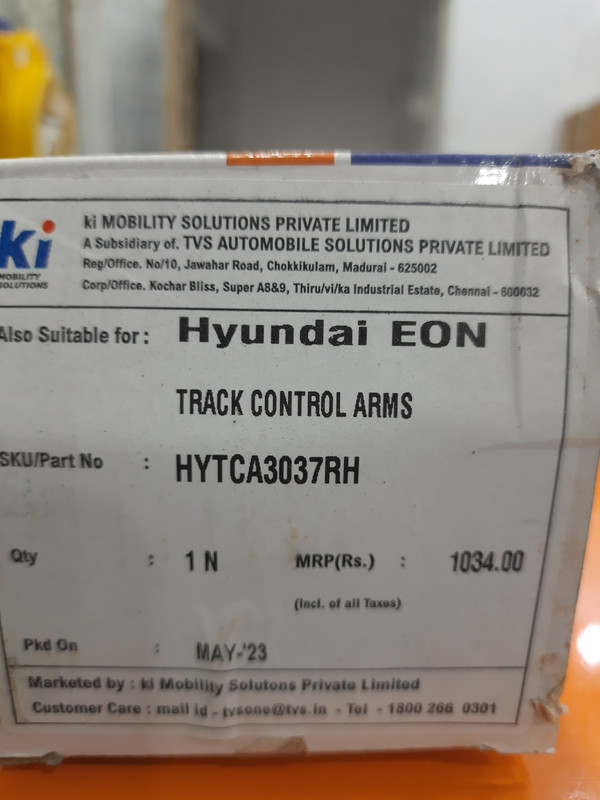 ki
MOBILITY
SOLUTIONS
ki MOBILITY SOLUTIONS PRIVATE LIMITED
A Subsidiary of. TVS AUTOMOBILE SOLUTIONS PRIVATE LIMITED
Reg/Office. No/10, Jawahar Road, Chokkikulam, Madurai - 625002
Corp/Office. Kochar Bliss, Super A8&9, Thiru/vi/ka Industrial Estate, Chennai - 600032
Also Suitable for : Hyundai EON
TRACK CONTROL ARMS
SKU/Part No : HYTCA3037RH
Qty : 1 N MRP(Rs.) : 1034.00
(Incl. of all Taxes)
Pkd On : MAY-'23
Marketed by : ki Mobility Solutons Private Limited
Customer Care : mail id - tvsone@tvs.in - Tel - 1800 266 0301